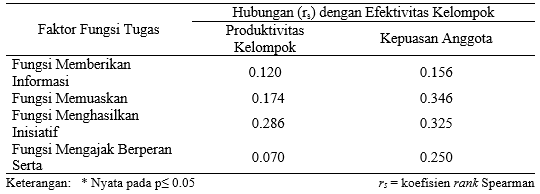 Faktor Fungsi Tugas
Hubungan (rs) dengan Efektivitas Kelompok
Produktivitas Kelompok
Kepuasan Anggota
Fungsi Memberikan Informasi 0.120 0.156
Fungsi Memuaskan 0.174 0.346
Fungsi Menghasilkan Inisiatif 0.286 0.325
Fungsi Mengajak Berperan Serta 0.070 0.250
Keterangan: * Nyata pada p≤ 0.05 rs = koefisien rank Spearman